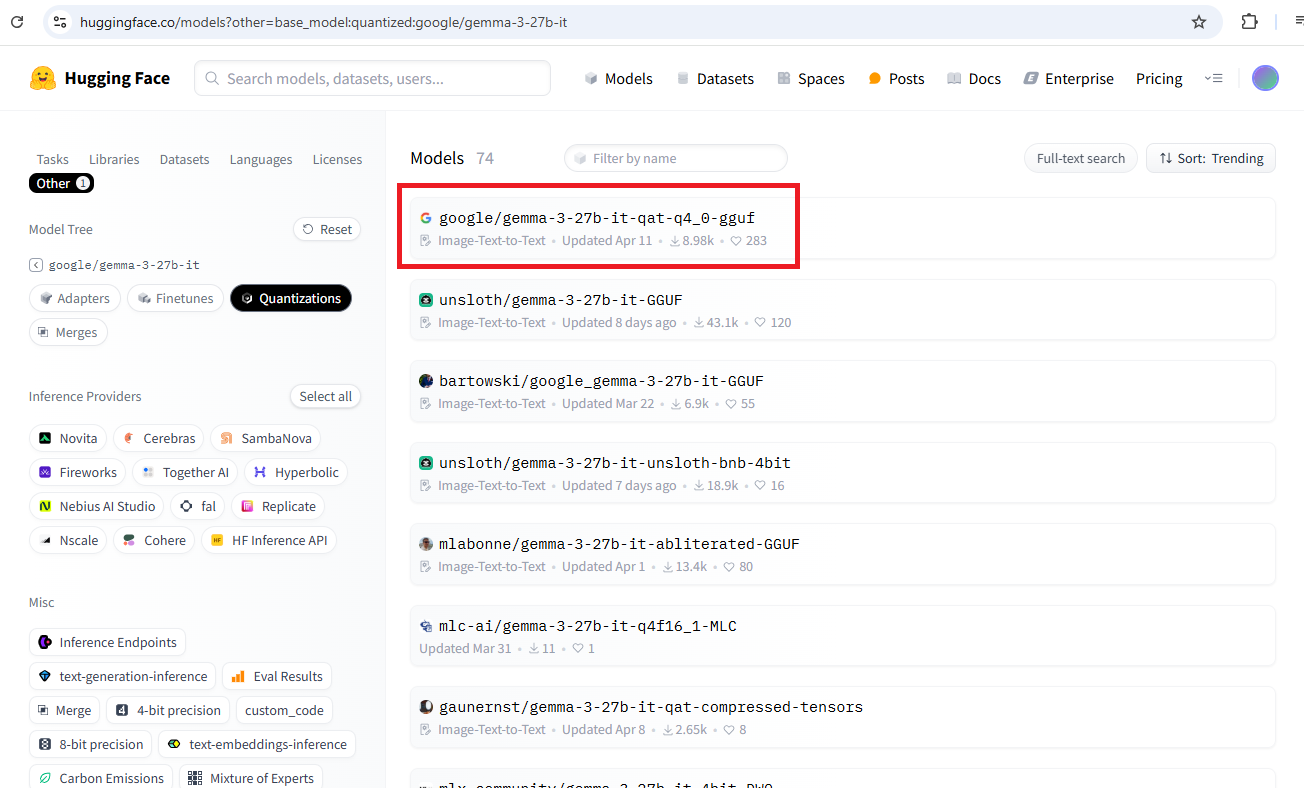 huggingface.co/models?other=base_model:quantized:google/gemma-3-27b-it
Hugging Face
Search models, datasets, users...
Models
Datasets
Spaces
Posts
Docs
Enterprise
Pricing
Tasks Libraries Datasets Languages Licenses
Other 1
Model Tree
Reset
google/gemma-3-27b-it
Adapters Finetunes Quantizations
Merges
Inference Providers
Select all
Novita Cerebras SambaNova
Fireworks Together AI Hyperbolic
Nebius AI Studio fal Replicate
Nscale Cohere HF HF Inference API
Misc
Inference Endpoints
text-generation-inference Eval Results
Merge 4 4-bit precision custom_code
8 8-bit precision text-embeddings-inference
Carbon Emissions Mixture of Experts
Models 74
Filter by name
Full-text search
Sort: Trending
google/gemma-3-27b-it-qat-q4_0-gguf
Image-Text-to-Text • Updated Apr 11 • 8.98k • 283
unsloth/gemma-3-27b-it-GGUF
Image-Text-to-Text • Updated 8 days ago • 43.1k • 120
bartowski/google_gemma-3-27b-it-GGUF
Image-Text-to-Text • Updated Mar 22 • 6.9k • 55
unsloth/gemma-3-27b-it-unsloth-bnb-4bit
Image-Text-to-Text • Updated 7 days ago • 18.9k • 16
mlabonne/gemma-3-27b-it-abliterated-GGUF
Image-Text-to-Text • Updated Apr 1 • 13.4k • 80
mlc-ai/gemma-3-27b-it-q4f16_1-MLC
Updated Mar 31 • 11 • 1
gaunernst/gemma-3-27b-it-qat-compressed-tensors
Image-Text-to-Text • Updated Apr 8 • 2.65k • 8
mlx-community/gemma-3-27b-it-4bit-DWQ